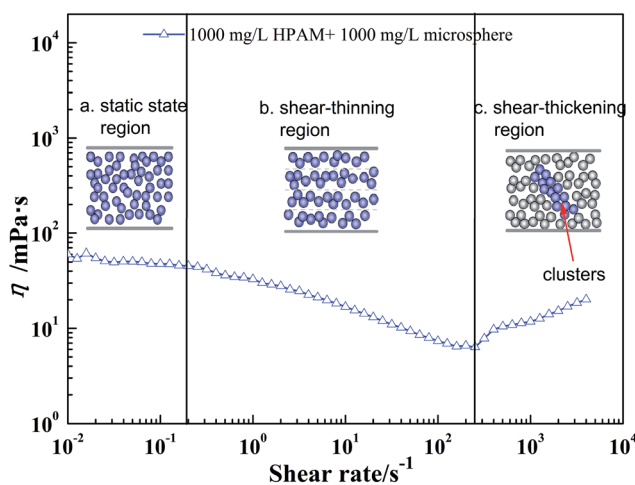 10⁴
1000 mg/L HPAM+ 1000 mg/L microsphere
a. static state
region
b. shear-thinning
region
c. shear-thickening
region
10³
10²
10¹
10⁰
η /mPa·s
clusters
10⁻² 10⁻¹ 10⁰ 10¹ 10² 10³ 10⁴
Shear rate/s⁻¹